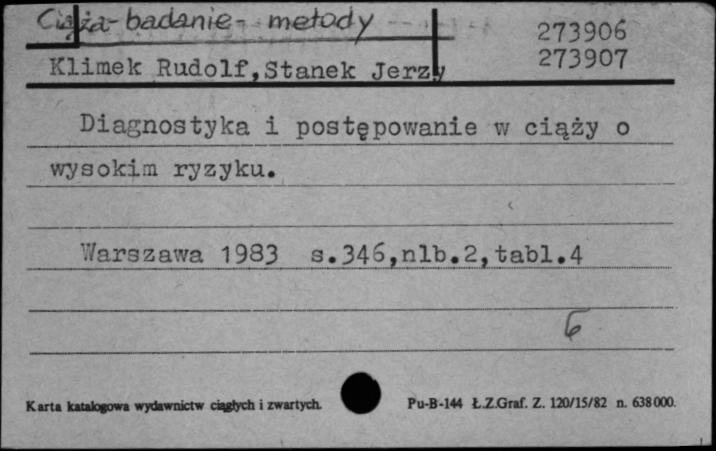 Ciąża-badanie-metody
273906
Klimek Rudolf,Stanek Jerzy
273907
Diagnostyka i postępowanie w ciąży o
wysokim ryzyku.
Warszawa 1983 s.346,nlb.2,tabl.4
6
Karta katalogowa wydawnictw ciągłych i zwartych.
Pu-B-144 Ł.Z.Graf. Z. 120/15/82 n. 638000.